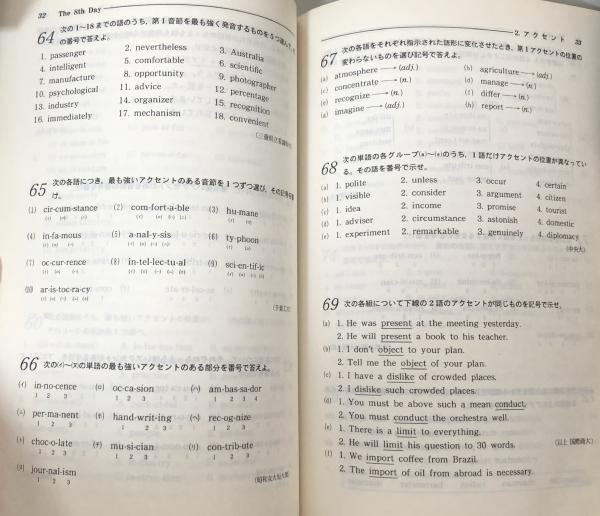 32 The 8th Day
64 次の1~18までの語のうち,第1音節を最も強く発音するものを5つ選び,そ
の番号で答えよ。
1. passenger 2. nevertheless 3. Australia
4. intelligent 5. comfortable 6. scientific
7. manufacture 8. opportunity 9. photographer
10. psychological 11. advice 12. percentage
13. industry 14. organizer 15. recognition
16. immediately 17. mechanism 18. convenient
65 次の各語につき,最も強いアクセントのある音節を1つずつ選び,その記号を
け。
(1) cir-cum-stance (2) com-fort-a-ble (3) hu-mane
(4) in-fa-mous (5) a-nal-y-sis (6) ty-phoon
(7) oc-cur-rence (8) in-tel-lec-tu-al (9) sci-en-tif-ic
(10) ar-is-toc-ra-cy
66 次の(イ)~(ヌ)の単語の最も強いアクセントのある部分を番号で答えよ。
(イ) in-no-cence (ロ) oc-ca-sion (ハ) am-bas-sa-dor
1 2 3 1 2 3 1 2 3 4
(ニ) per-ma-nent (ホ) hand-writ-ing (ヘ) rec-og-nize
1 2 3 1 2 3 1 2 3
(ト) choc-o-late (チ) mu-si-cian (リ) con-trib-ute
1 2 3 1 2 3 1 2 3
(ヌ) jour-nal-ism
1 2 3
2. アクセント 33
67 次の各語をそれぞれ指示された語形に変化させたとき,第1アクセントの位置の
変わらないものを選び記号で答えよ。
(a) atmosphere → (adj.) (b) agriculture → (adj.)
(c) concentrate → (n.) (d) manage → (n.)
(e) recognize → (n.) (f) differ → (n.)
(g) imagine → (adj.) (h) report → (n.)
68 次の単語の各グループ(a)~(e)のうち,1語だけアクセントの位置が異なってい
る。その語を番号で示せ。
(a) 1. polite 2. unless 3. occur 4. certain
(b) 1. visible 2. consider 3. argument 4. citizen
(c) 1. idea 2. income 3. promise 4. tourist
(d) 1. adviser 2. circumstance 3. astonish 4. domestic
(e) 1. experiment 2. remarkable 3. genuinely 4. diplomacy
(中央大)
69 次の各組について下線の2語のアクセントが同じものを記号で示せ。
(a) 1. He was present at the meeting yesterday.
2. He will present a book to his teacher.
(b) 1. I don't object to your plan.
2. Tell me the object of your plan.
(c) 1. I have a dislike of crowded places.
2. I dislike such crowded places.
(d) 1. You must be above such a mean conduct.
2. You must conduct the orchestra well.
(e) 1. There is a limit to everything.
2. He will limit his question to 30 words.
(以上 国際商大)
(f) 1. We import coffee from Brazil.
2. The import of oil from abroad is necessary.